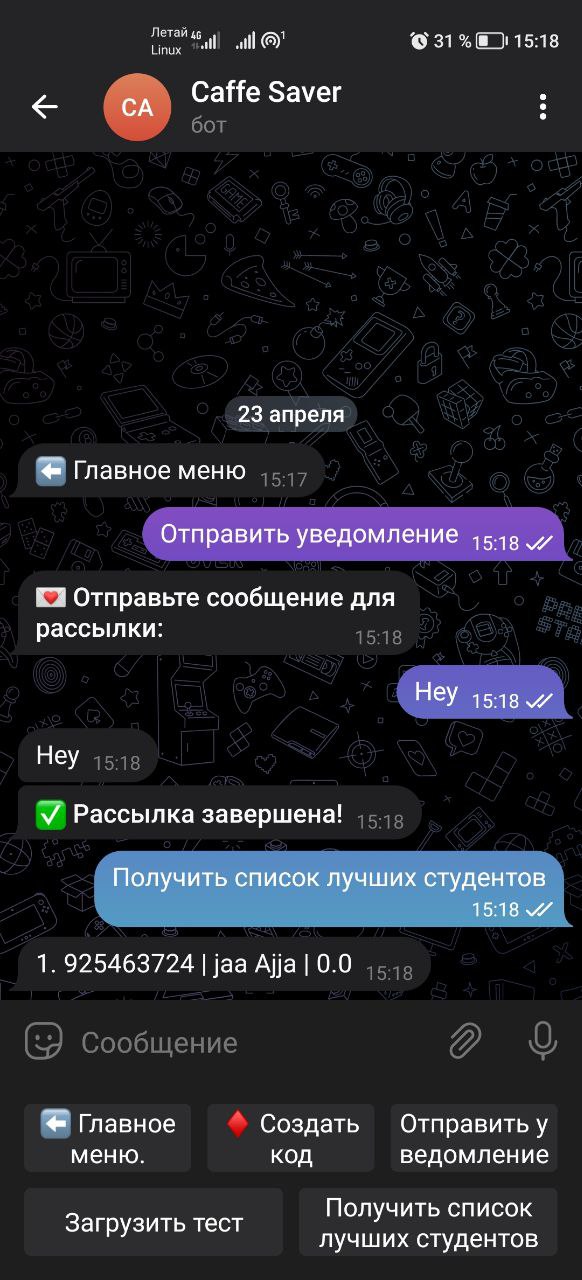 Летай
Linux
4G
1
31 %
15:18
CA
Caffe Saver
бот
23 апреля
⬅️ Главное меню 15:17
Отправить уведомление 15:18
💌 Отправьте сообщение для
рассылки: 15:18
Hey 15:18
Hey 15:18
✅ Рассылка завершена! 15:18
Получить список лучших студентов
15:18
1. 925463724 | jaa Ajja | 0.0 15:18
Сообщение
⬅️ Главное
меню.
♦️ Создать
код
Отправить у
ведомление
Загрузить тест
Получить список
лучших студентов